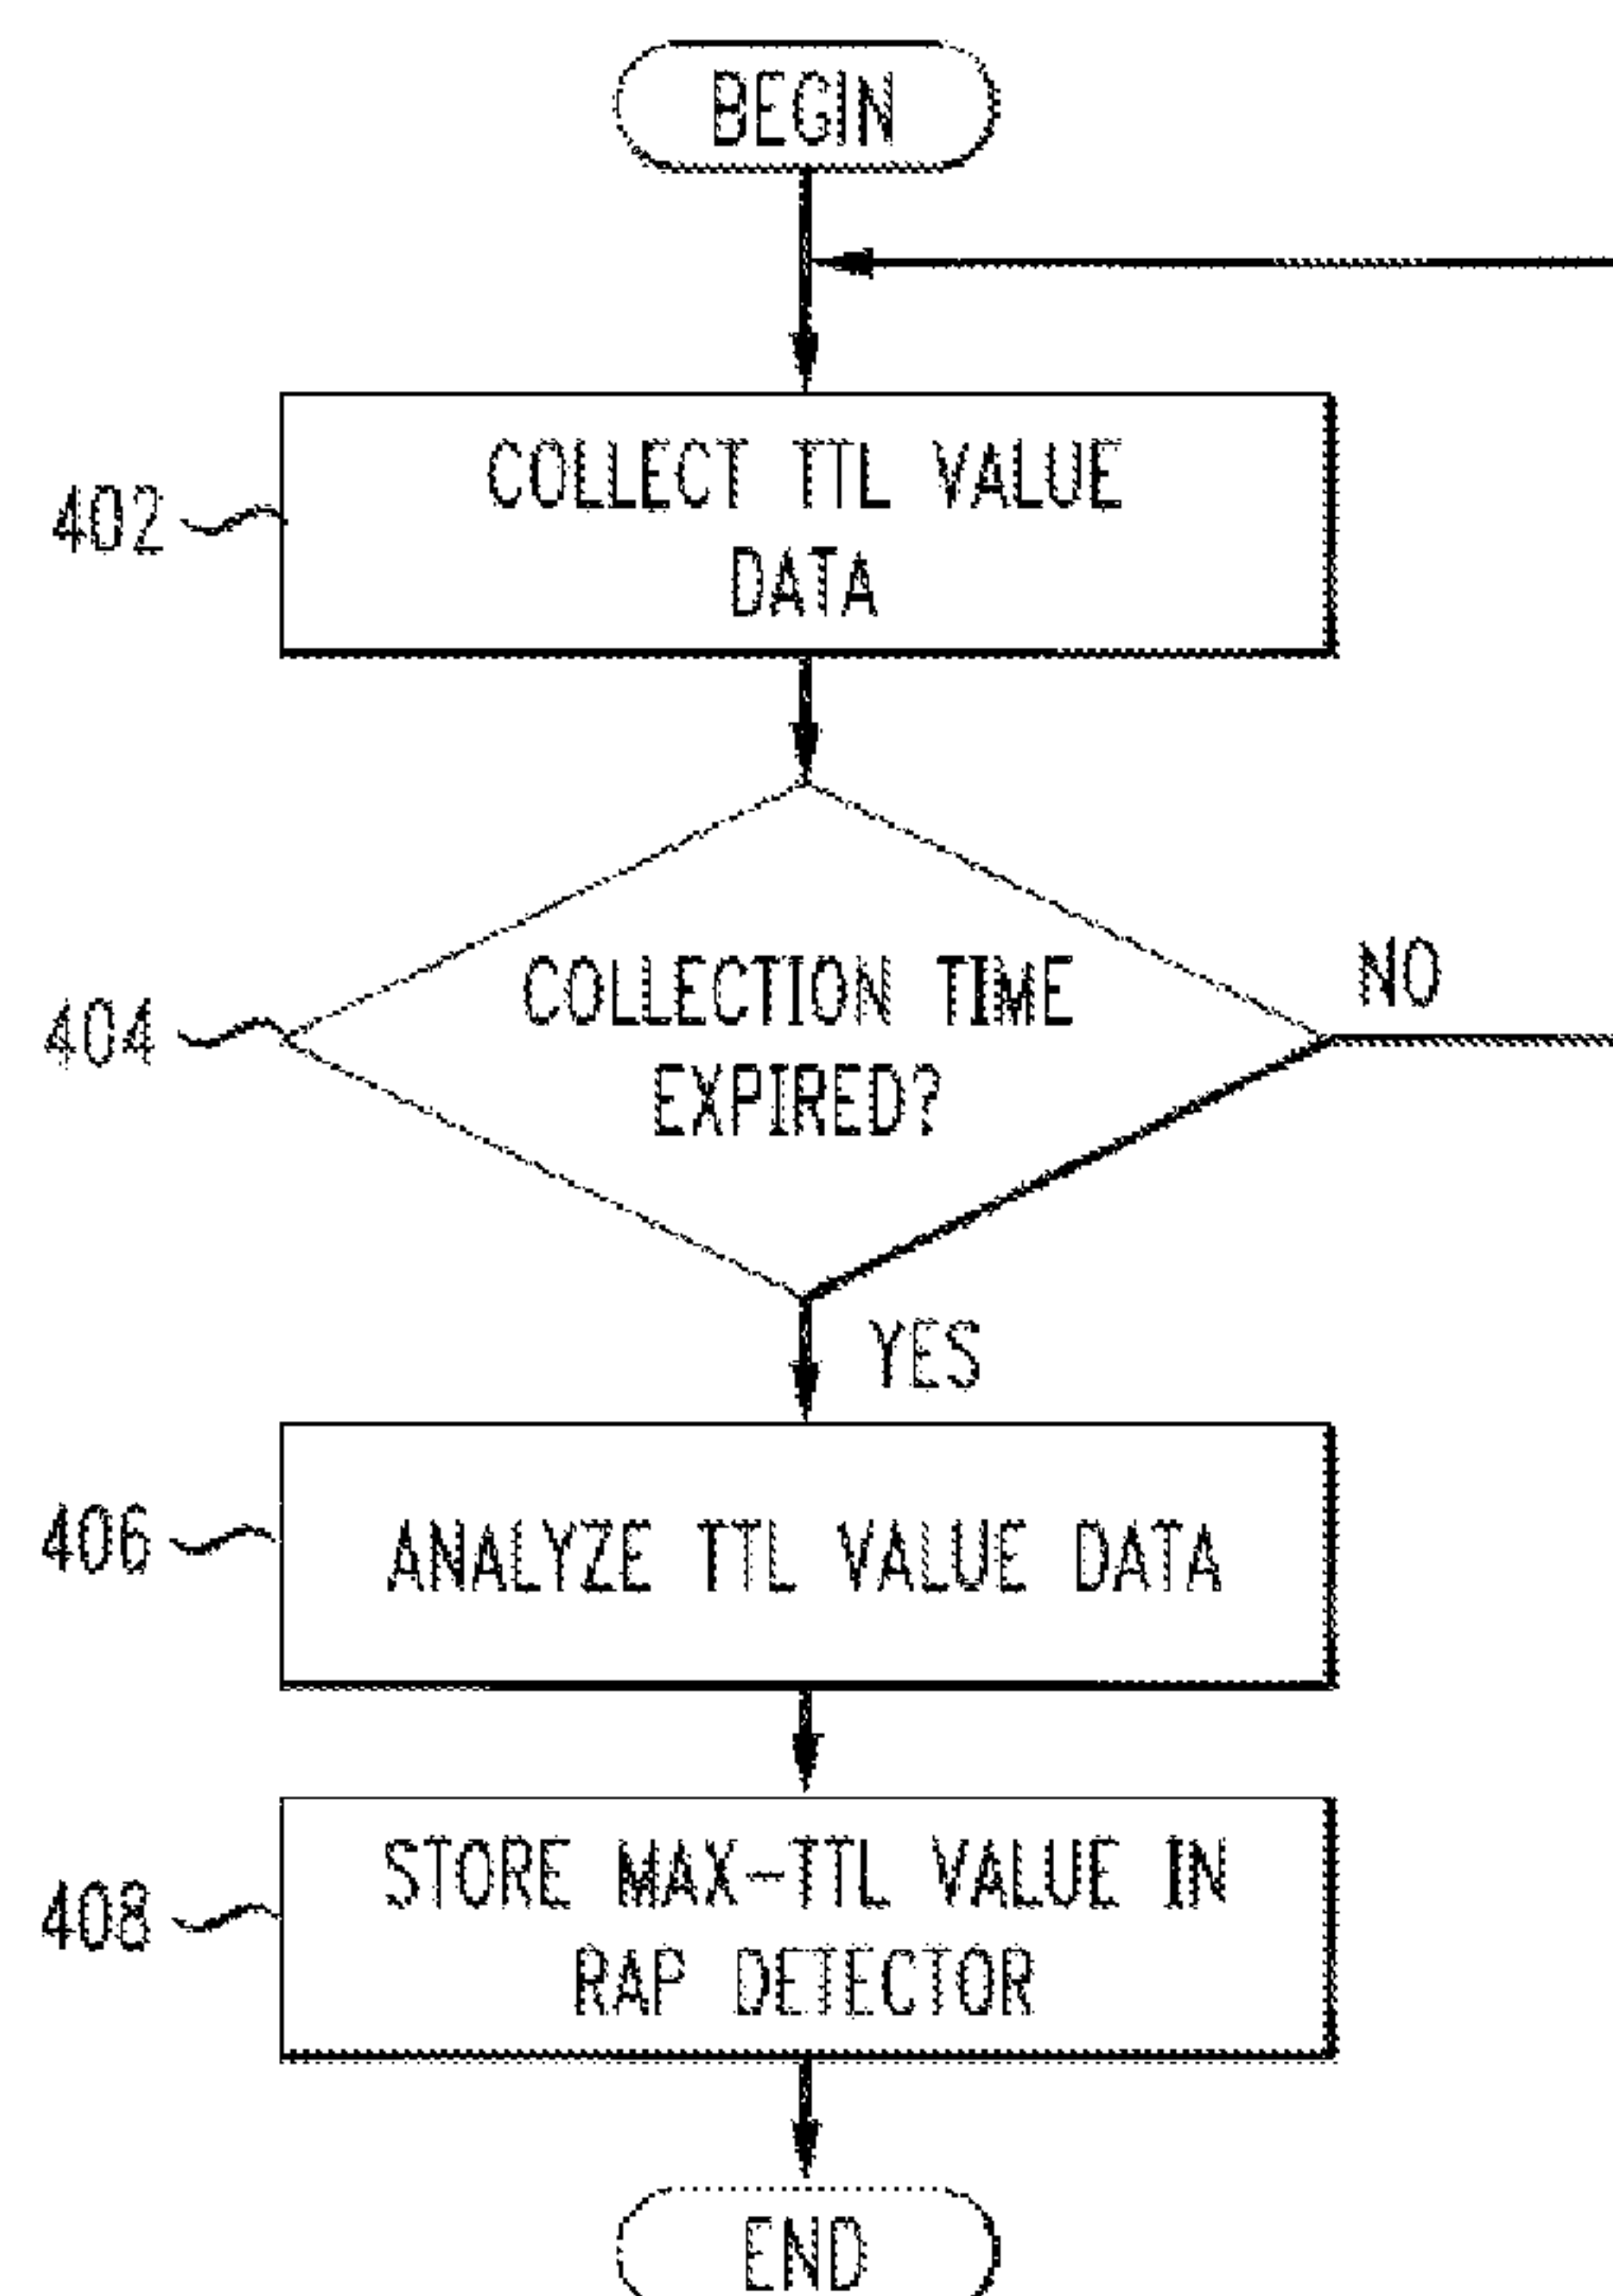 BEGIN
402
COLLECT TTL VALUE
DATA
404
COLLECTION TIME
EXPIRED?
NO
YES
406
ANALYZE TTL VALUE DATA
408
STORE MAX-TTL VALUE IN
RAP DETECTOR
END